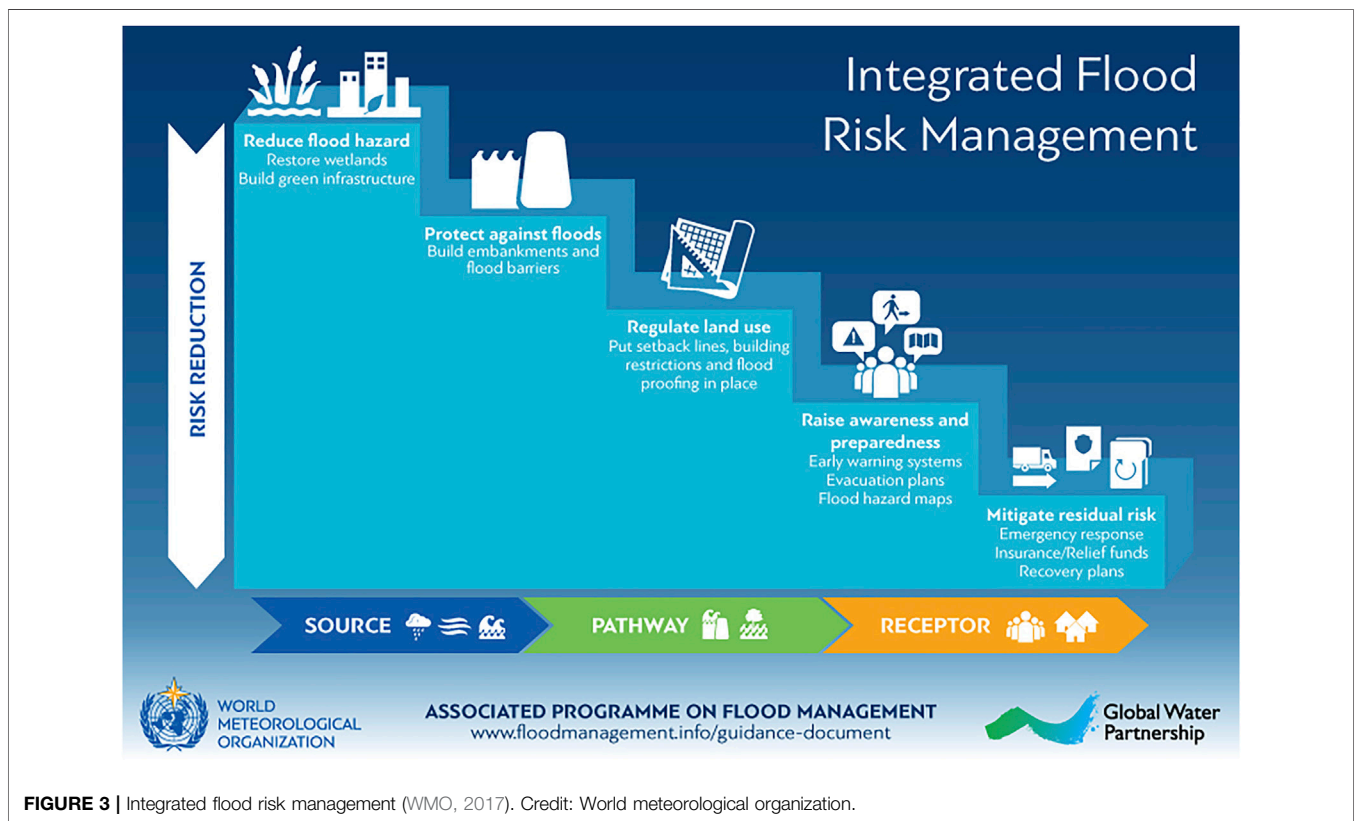 Integrated Flood
Risk Management
Reduce flood hazard
Restore wetlands
Build green infrastructure
Protect against floods
Build embankments and
flood barriers
Regulate land use
Put setback lines, building
restrictions and flood
proofing in place
Raise awareness and
preparedness
Early warning systems
Evacuation plans
Flood hazard maps
Mitigate residual risk
Emergency response
Insurance/Relief funds
Recovery plans
RISK REDUCTION
SOURCE
PATHWAY
RECEPTOR
WORLD
METEOROLOGICAL
ORGANIZATION
ASSOCIATED PROGRAMME ON FLOOD MANAGEMENT
www.floodmanagement.info/guidance-document
Global Water
Partnership
FIGURE 3 | Integrated flood risk management (WMO, 2017). Credit: World meteorological organization.